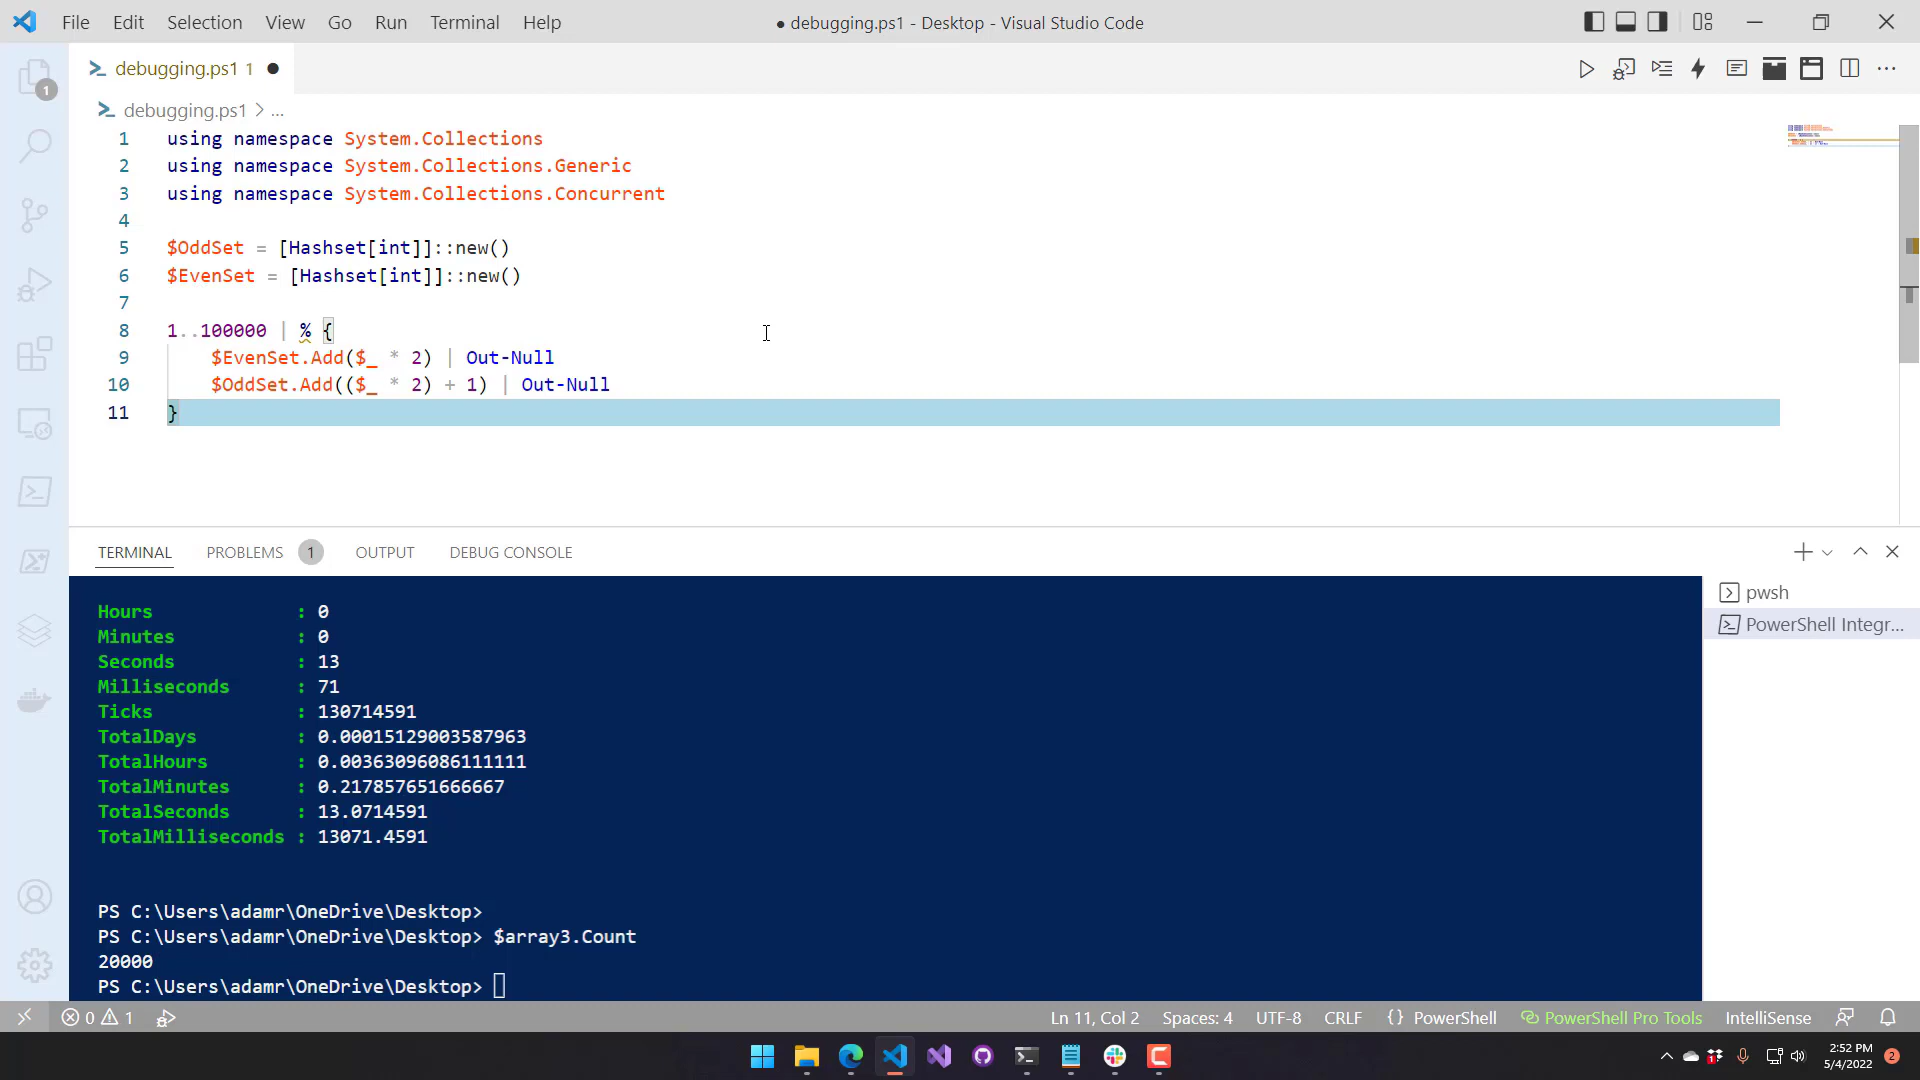 File Edit Selection View Go Run Terminal Help
● debugging.ps1 - Desktop - Visual Studio Code
debugging.ps1 1 ●
debugging.ps1 > ...
1 using namespace System.Collections
2 using namespace System.Collections.Generic
3 using namespace System.Collections.Concurrent
4
5 $OddSet = [Hashset[int]]::new()
6 $EvenSet = [Hashset[int]]::new()
7
8 1..100000 | % {
9 $EvenSet.Add($_ * 2) | Out-Null
10 $OddSet.Add(($_ * 2) + 1) | Out-Null
11 }
1
TERMINAL PROBLEMS 1 OUTPUT DEBUG CONSOLE
Hours : 0
Minutes : 0
Seconds : 13
Milliseconds : 71
Ticks : 130714591
TotalDays : 0.00015129003587963
TotalHours : 0.00363096086111111
TotalMinutes : 0.217857651666667
TotalSeconds : 13.0714591
TotalMilliseconds : 13071.4591
PS C:\Users\adamr\OneDrive\Desktop>
PS C:\Users\adamr\OneDrive\Desktop> $array3.Count
20000
PS C:\Users\adamr\OneDrive\Desktop>
pwsh
PowerShell Integr...
0 1
Ln 11, Col 2 Spaces: 4 UTF-8 CRLF {} PowerShell PowerShell Pro Tools IntelliSense
2:52 PM
5/4/2022
2